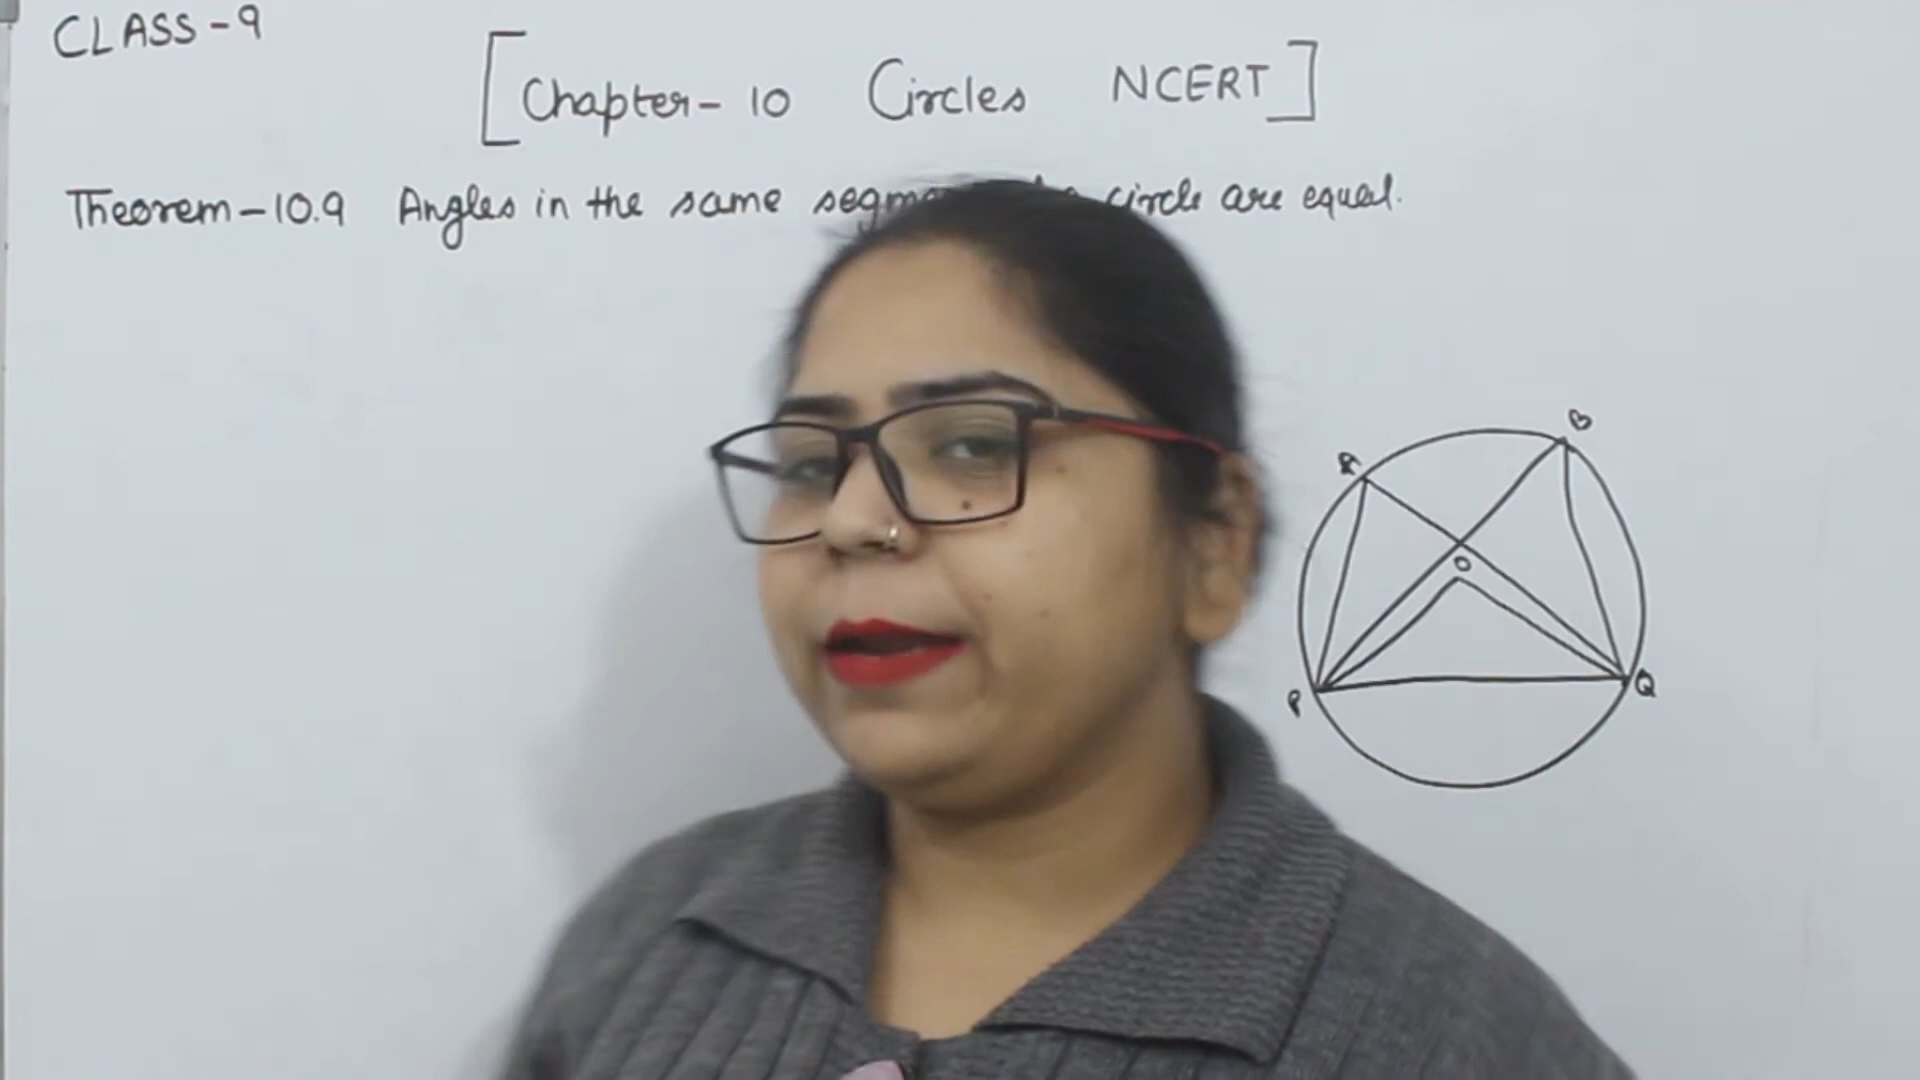 CLASS-9
[Chapter-10 Circles NCERT]
Theorem-10.9 Angles in the same circle are equal.
B
A
O
P
Q